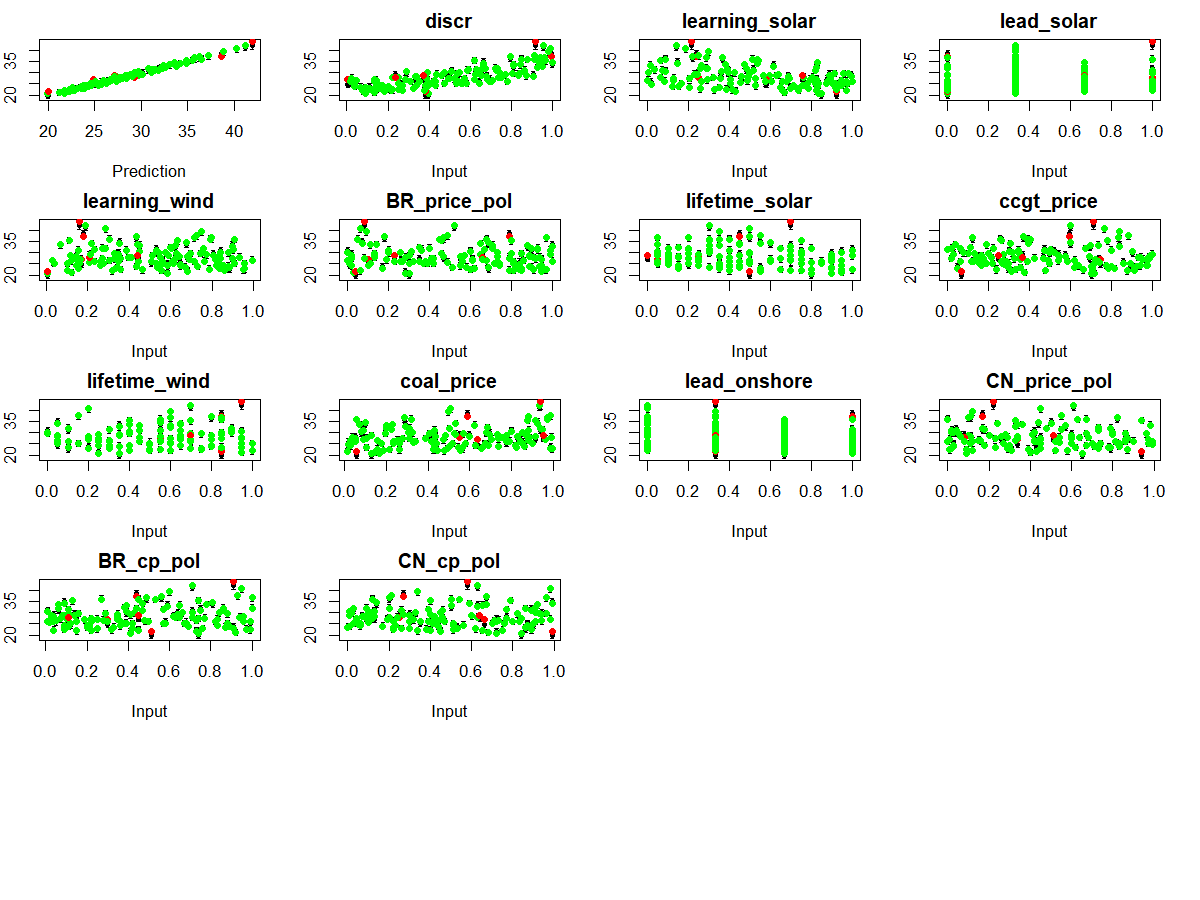 discr learning_solar lead_solar
35 35 35 35
20 20 20 20
20 25 30 35 40 0.0 0.2 0.4 0.6 0.8 1.0 0.0 0.2 0.4 0.6 0.8 1.0 0.0 0.2 0.4 0.6 0.8 1.0
Prediction Input Input Input
learning_wind BR_price_pol lifetime_solar ccgt_price
35 35 35 35
20 20 20 20
0.0 0.2 0.4 0.6 0.8 1.0 0.0 0.2 0.4 0.6 0.8 1.0 0.0 0.2 0.4 0.6 0.8 1.0 0.0 0.2 0.4 0.6 0.8 1.0
Input Input Input Input
lifetime_wind coal_price lead_onshore CN_price_pol
35 35 35 35
20 20 20 20
0.0 0.2 0.4 0.6 0.8 1.0 0.0 0.2 0.4 0.6 0.8 1.0 0.0 0.2 0.4 0.6 0.8 1.0 0.0 0.2 0.4 0.6 0.8 1.0
Input Input Input Input
BR_cp_pol CN_cp_pol
35 35
20 20
0.0 0.2 0.4 0.6 0.8 1.0 0.0 0.2 0.4 0.6 0.8 1.0
Input Input